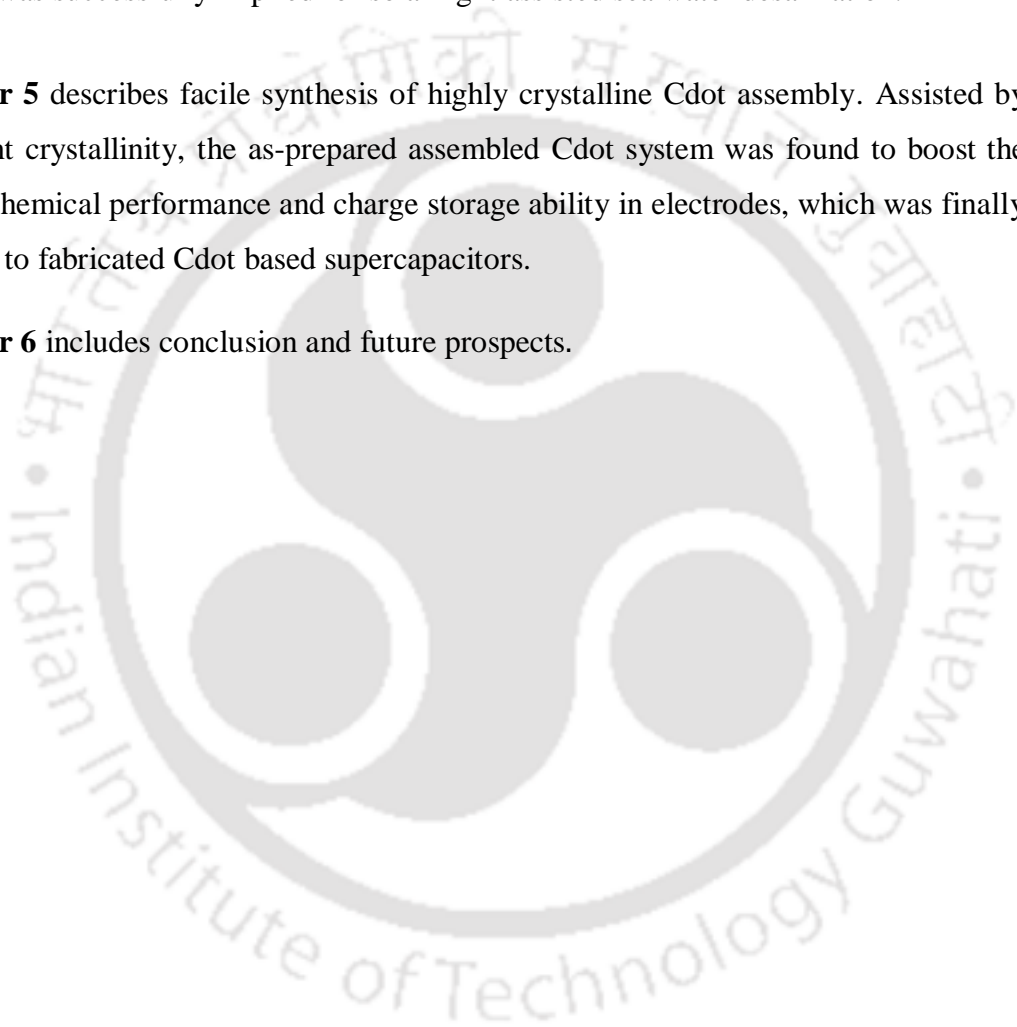 was successfully
r 5 describes facile synthesis of highly crystalline Cdot assembly. Assisted by
nt crystallinity, the as-prepared assembled Cdot system was found to boost the
hemical performance and charge storage ability in electrodes, which was finally
to fabricated Cdot based supercapacitors.
r 6 includes conclusion and future prospects.
संस्थान गुवाहाटी
Indian Institute of Technology Guwahati